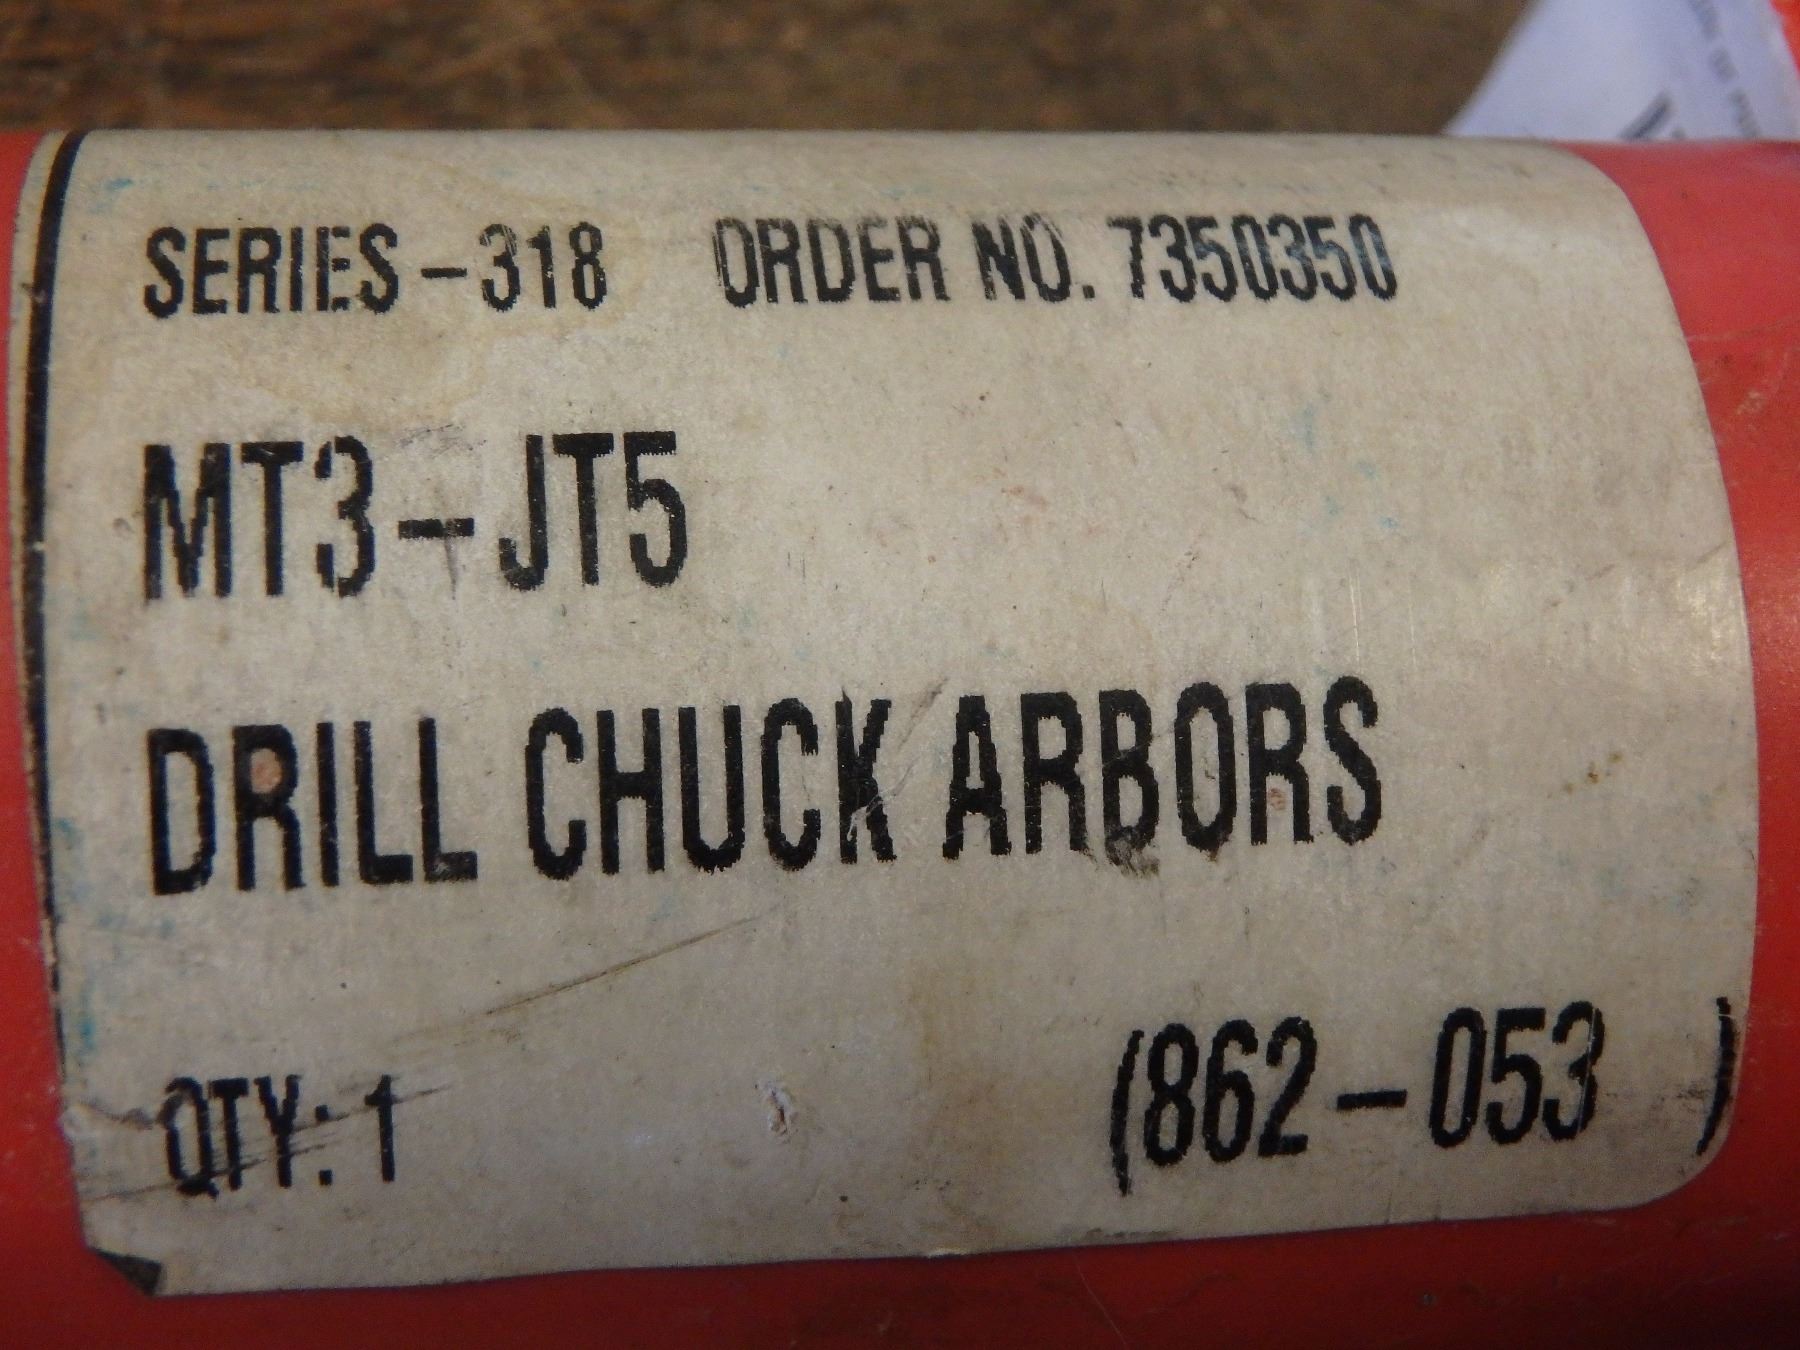 SERIES-318 ORDER NO. 7350350
MT3-JT5
DRILL CHUCK ARBORS
QTY: 1 (862-053 )